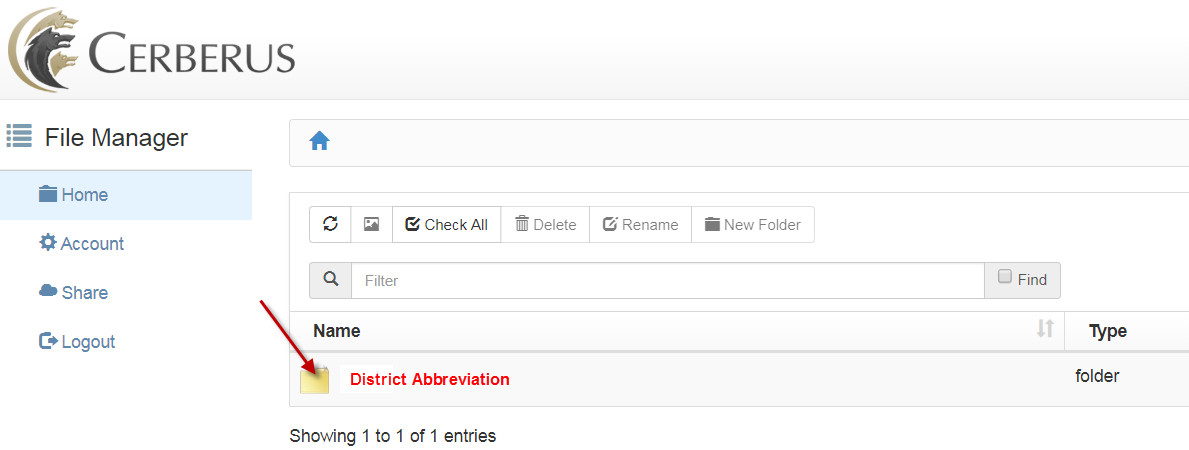 CERBERUS
File Manager
Home
Account
Share
Logout
Check All Delete Rename New Folder
Filter Find
Name Type
District Abbreviation folder
Showing 1 to 1 of 1 entries